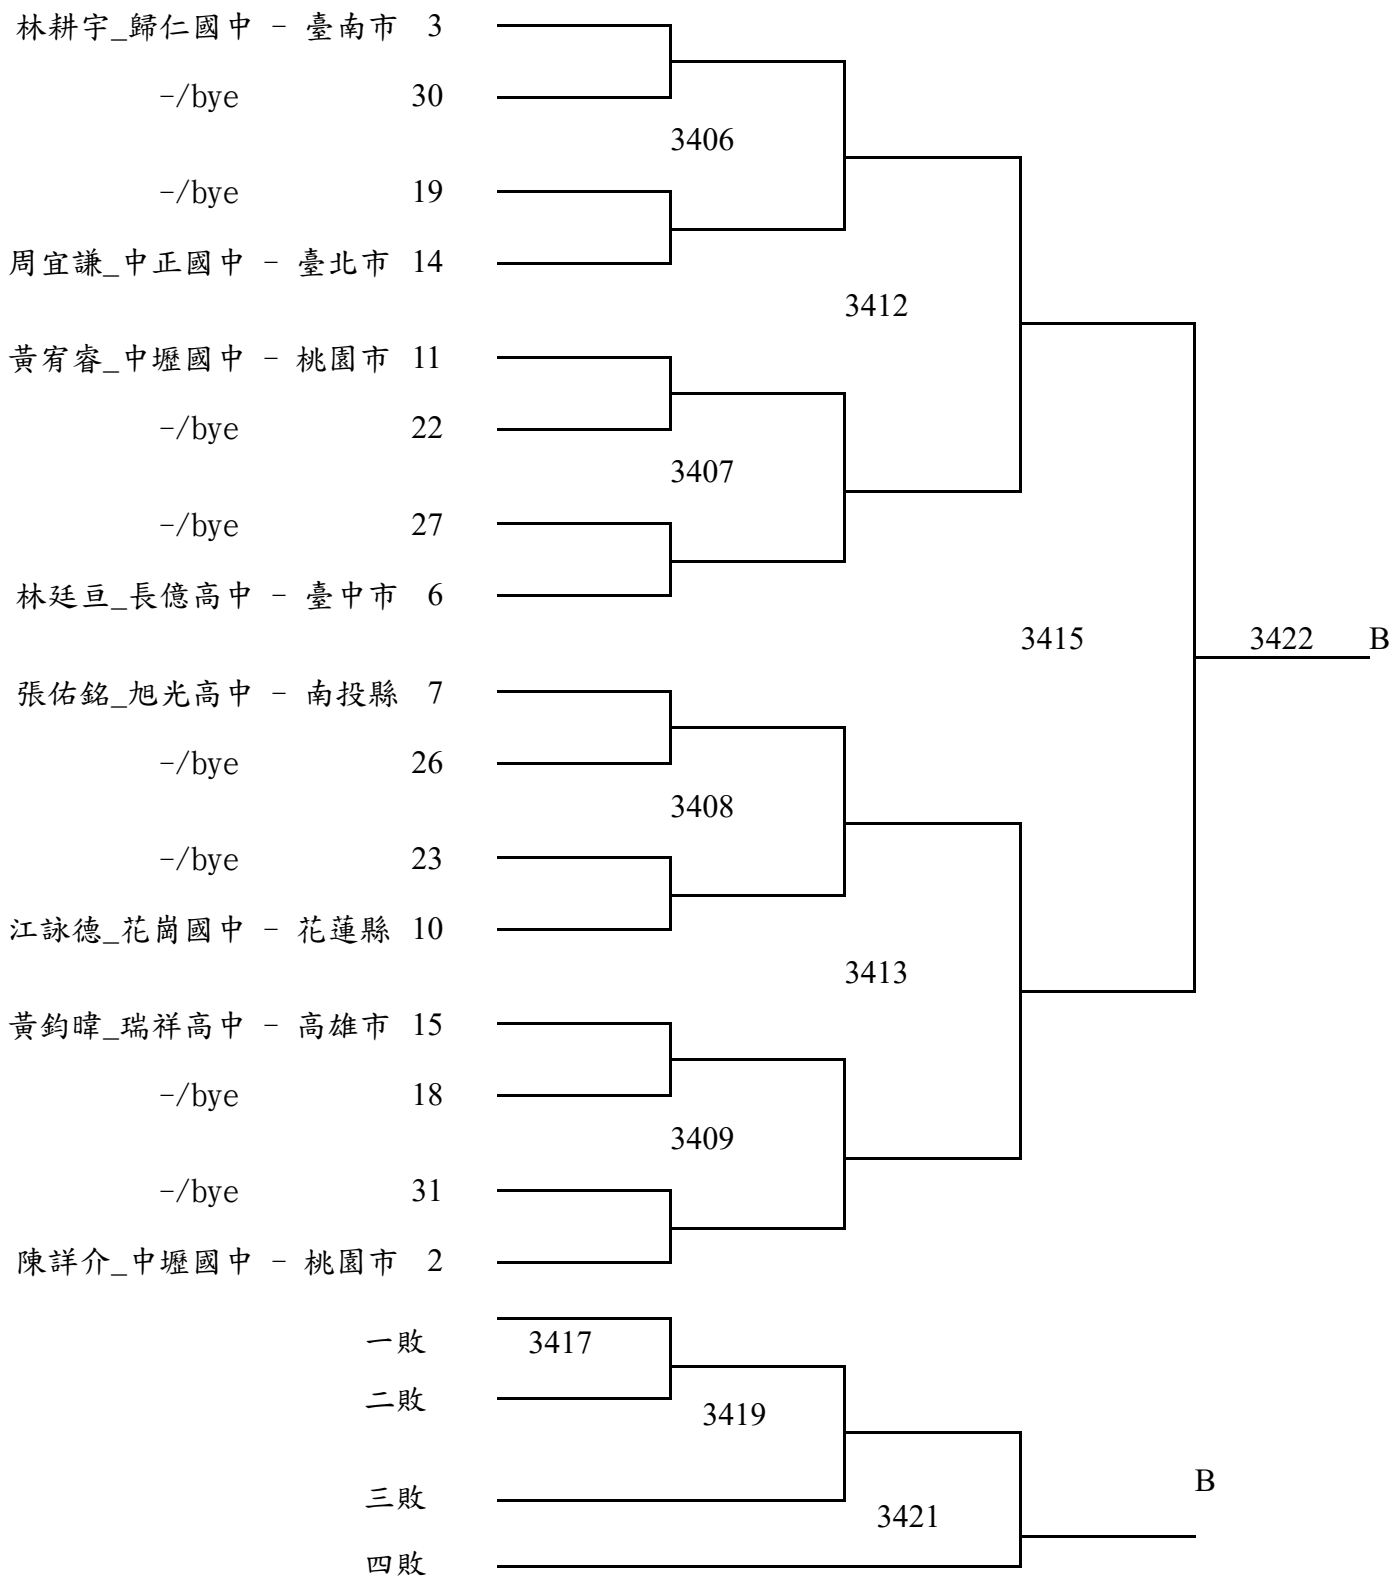 林耕宇_歸仁國中 - 臺南市 3
-/bye 30
3406
-/bye 19
周宜謙_中正國中 - 臺北市 14
3412
黃宥睿_中壢國中 - 桃園市 11
-/bye 22
3407
-/bye 27
林廷亘_長億高中 - 臺中市 6
3415 3422 B
張佑銘_旭光高中 - 南投縣 7
-/bye 26
3408
-/bye 23
江詠德_花崗國中 - 花蓮縣 10
3413
黃鈞暐_瑞祥高中 - 高雄市 15
-/bye 18
3409
-/bye 31
陳詳介_中壢國中 - 桃園市 2
一敗 3417
二敗 3419
B
三敗 3421
四敗